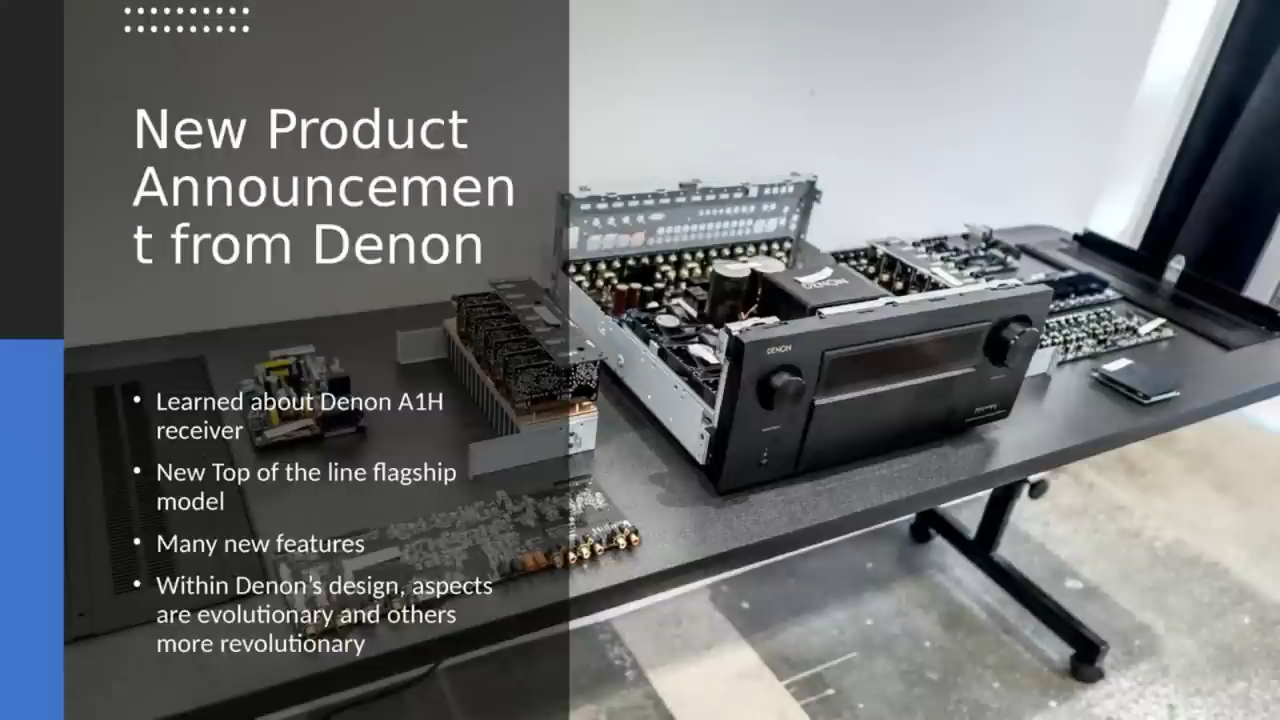 New Product
Announcemen
t from Denon
• Learned about Denon A1H
receiver
• New Top of the line flagship
model
• Many new features
• Within Denon’s design, aspects
are evolutionary and others
more revolutionary
DENON
DENON